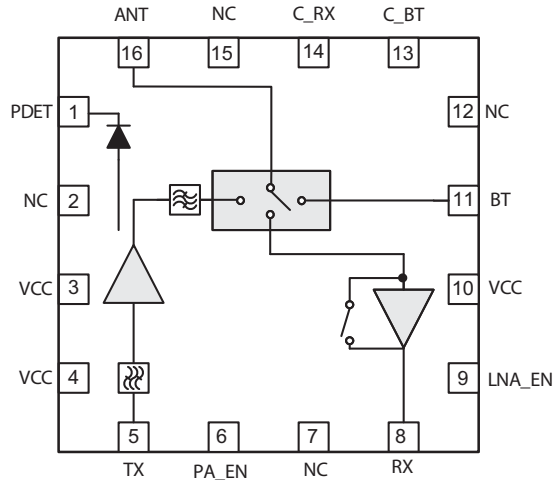 ANT NC C_RX C_BT
16 15 14 13
PDET 1 12 NC
NC 2 11 BT
VCC 3 10 VCC
VCC 4 9 LNA_EN
5 6 7 8
TX PA_EN NC RX